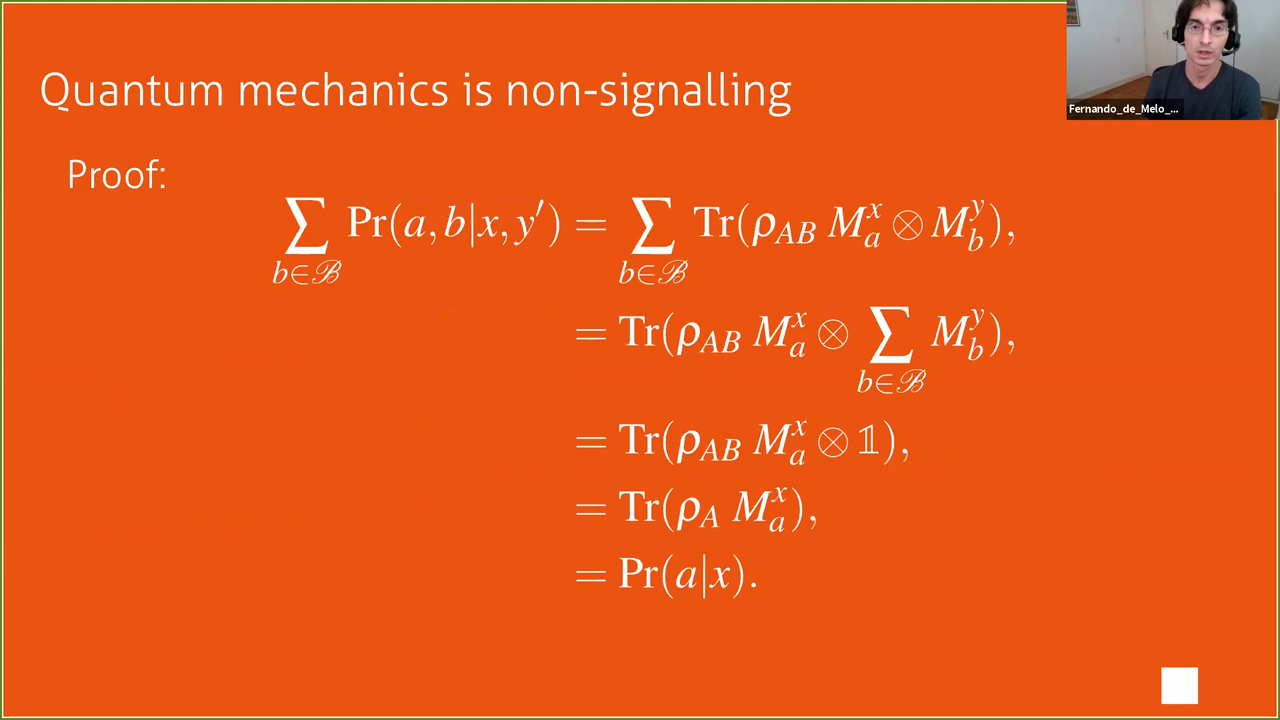 Quantum mechanics is non-signalling
Fernando_de_Melo_...
Proof:
∑_{b∈ℬ} Pr(a,b|x,y′) = ∑_{b∈ℬ} Tr(ρ_{AB} M_a^x ⊗ M_b^y),
= Tr(ρ_{AB} M_a^x ⊗ ∑_{b∈ℬ} M_b^y),
= Tr(ρ_{AB} M_a^x ⊗ 𝟙),
= Tr(ρ_A M_a^x),
= Pr(a|x).